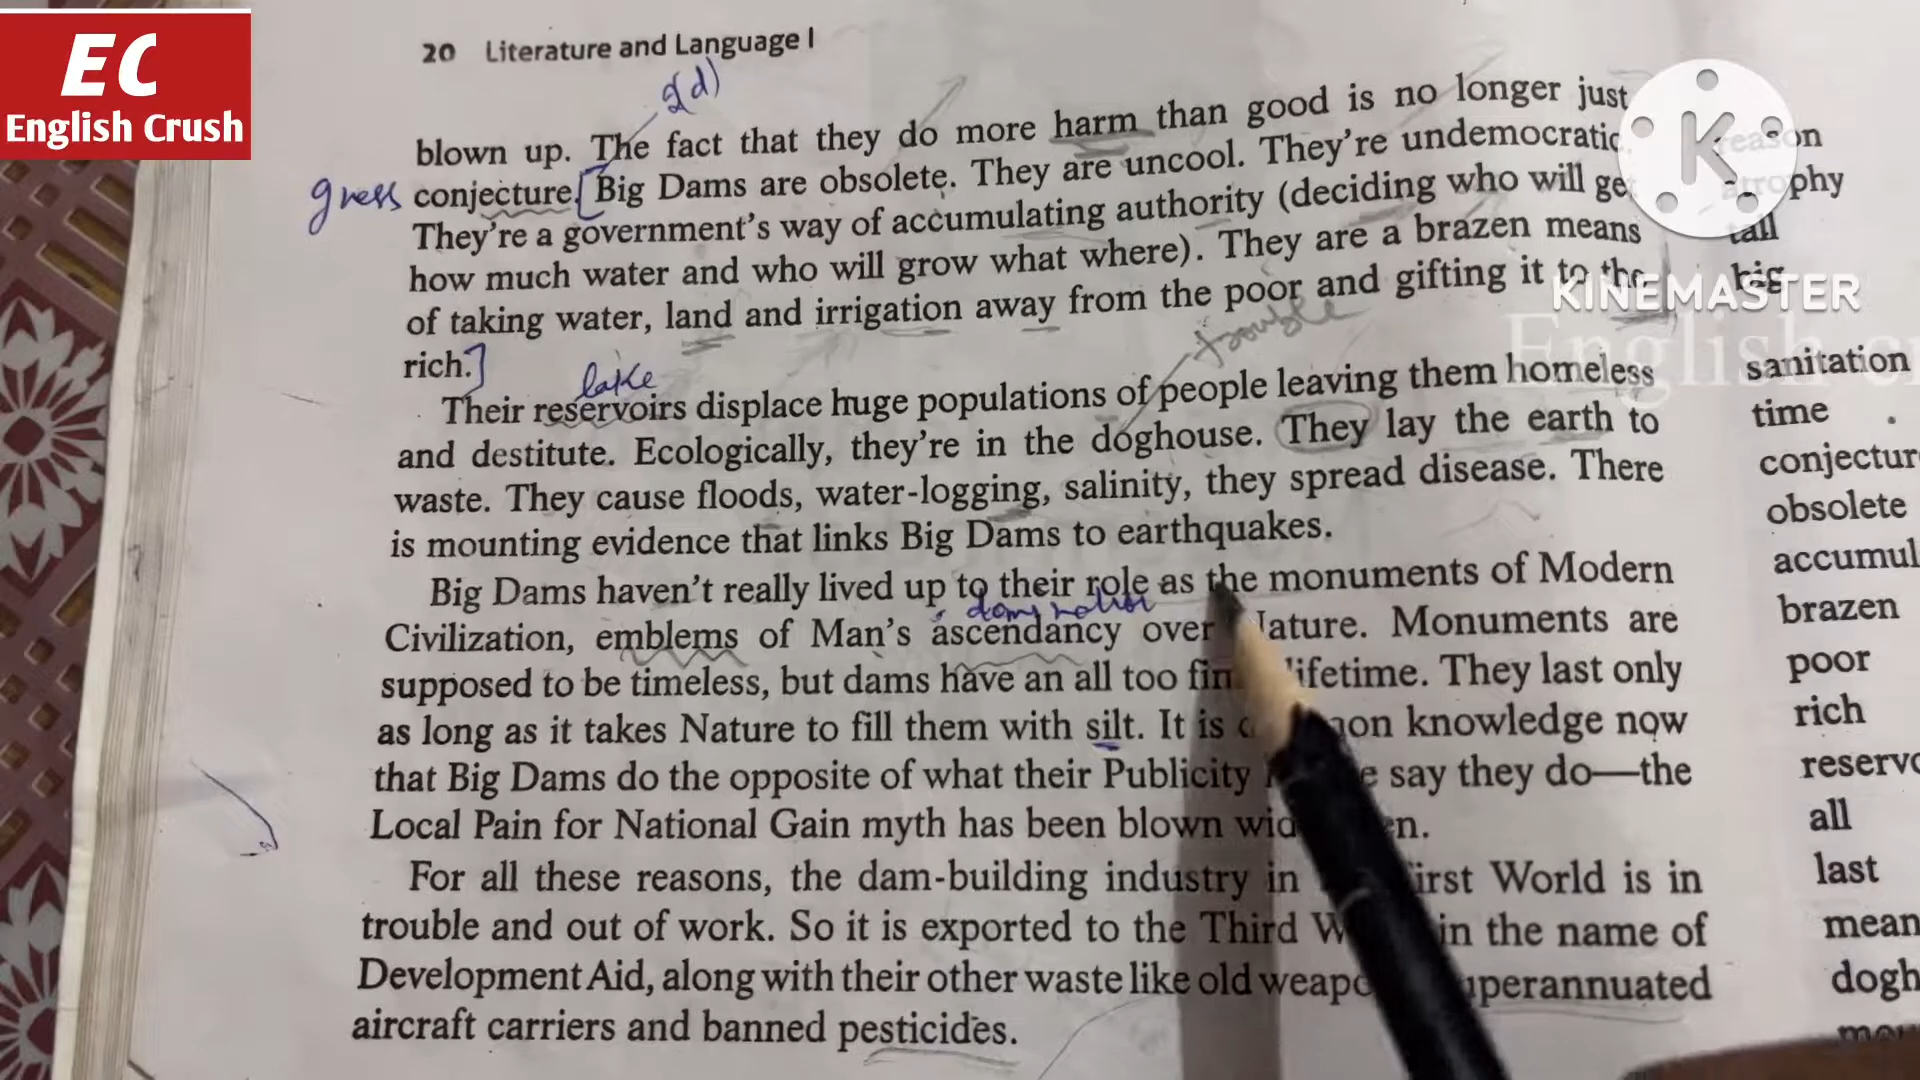 EC
English Crush
20 Literature and Language I
2(d)
blown up. The fact that they do more harm than good is no longer just
guess conjecture. [Big Dams are obsolete. They are uncool. They're undemocratic.
They're a government's way of accumulating authority (deciding who will get
how much water and who will grow what where). They are a brazen means
of taking water, land and irrigation away from the poor and gifting it to the
rich.]
trouble
lake
Their reservoirs displace huge populations of people leaving them homeless
and destitute. Ecologically, they're in the doghouse. They lay the earth to
waste. They cause floods, water-logging, salinity, they spread disease. There
is mounting evidence that links Big Dams to earthquakes.
Big Dams haven't really lived up to their role as the monuments of Modern
Civilization, emblems of Man's ascendancy over Nature. Monuments are
supposed to be timeless, but dams have an all too lifetime. They last only
as long as it takes Nature to fill them with silt. It is knowledge now
that Big Dams do the opposite of what their Publicity say they do—the
Local Pain for National Gain myth has been blown
For all these reasons, the dam-building industry in First World is in
trouble and out of work. So it is exported to the Third in the name of
Development Aid, along with their other waste like old superannuated
aircraft carriers and banned pesticides.
reason
atrophy
tall
big
sanitation
time
conjectur
obsolete
accumul
brazen
poor
rich
reservo
all
last
mean
dogh
K
KINEMASTER
English